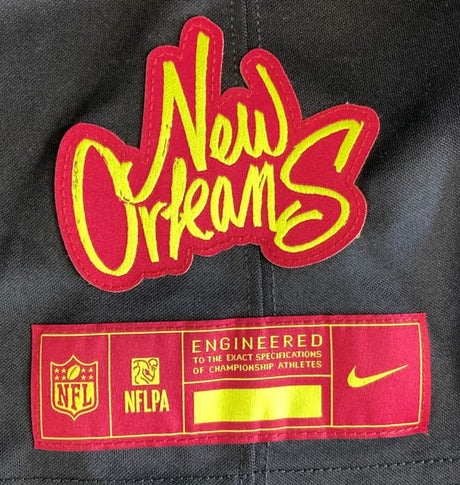 New
Orleans
NFL
NFLPA
ENGINEERED
TO THE EXACT SPECIFICATIONS
OF CHAMPIONSHIP ATHLETES